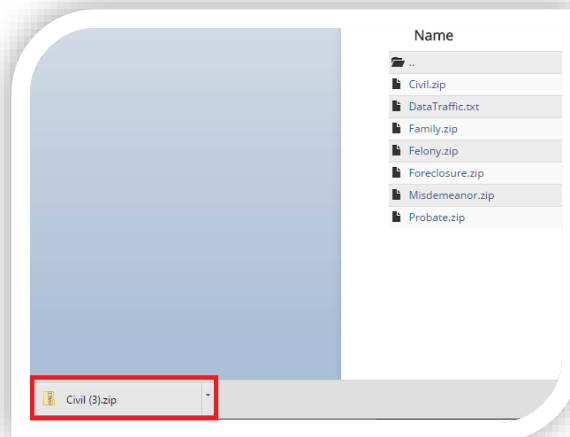 Name
..
Civil.zip
DataTraffic.txt
Family.zip
Felony.zip
Foreclosure.zip
Misdemeanor.zip
Probate.zip
Civil (3).zip